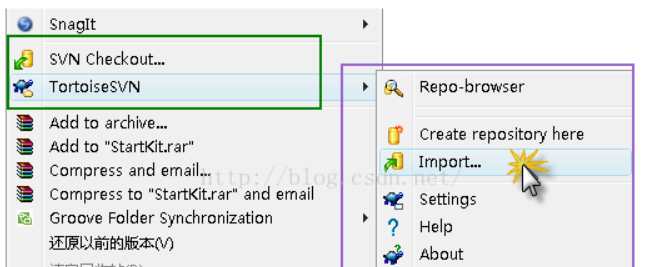 SnagIt
SVN Checkout...
TortoiseSVN
Add to archive...
Add to "StartKit.rar"
Compress and email...
Compress to "StartKit.rar" and email
Groove Folder Synchronization
还原以前的版本(V)
Repo-browser
Create repository here
Import...
Settings
Help
About
http://blog.csdn.net/